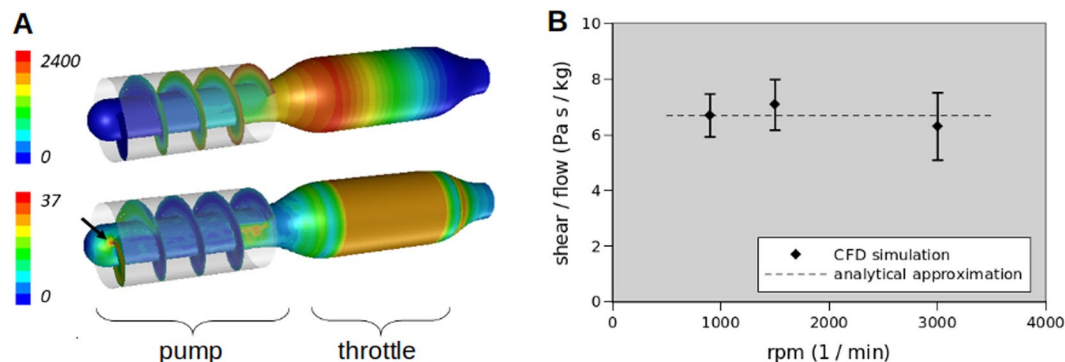 A
2400
0
37
0
pump
throttle
B
shear / flow (Pa s / kg)
10
8
6
4
2
0
CFD simulation
analytical approximation
0
1000
2000
3000
4000
rpm (1 / min)